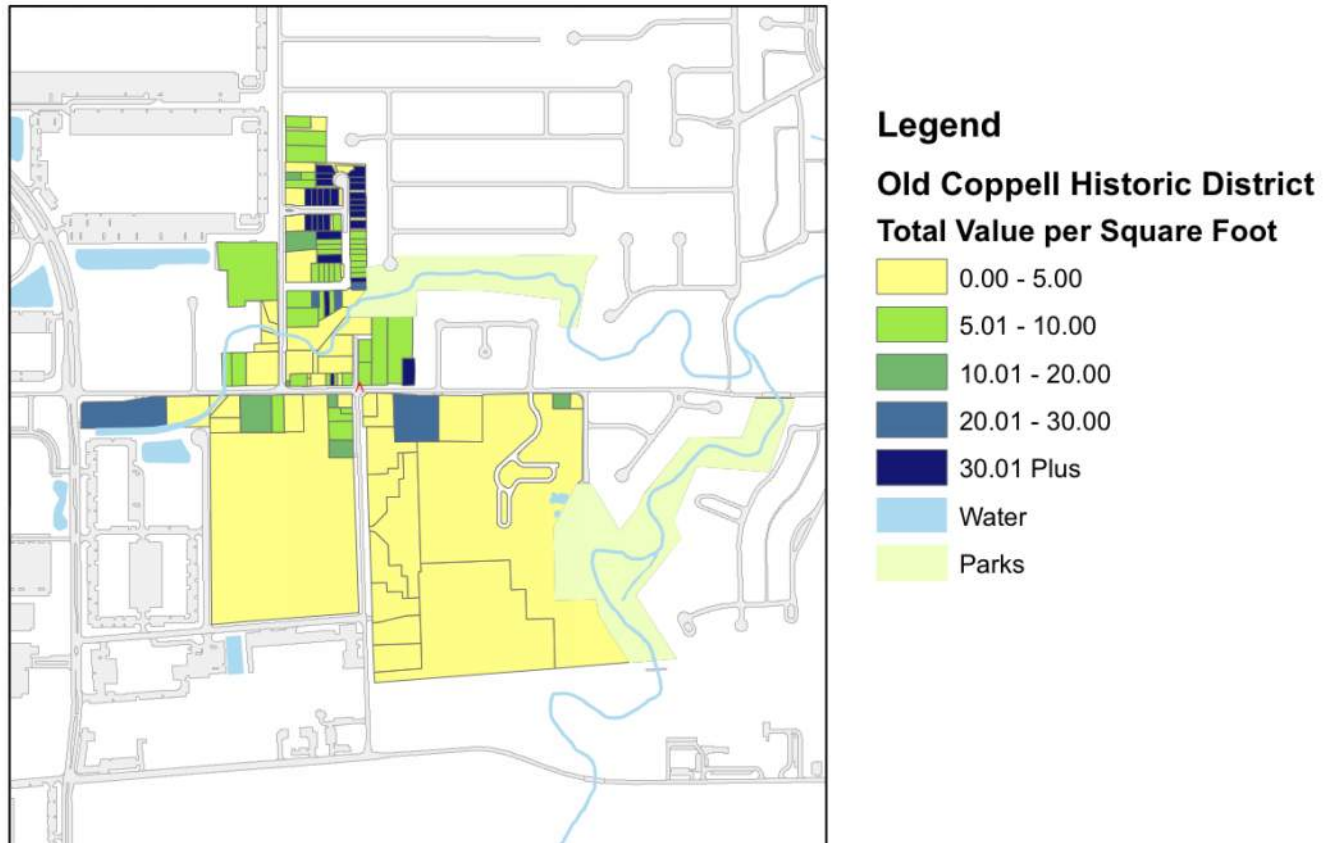 Legend
Old Coppell Historic District
Total Value per Square Foot
0.00 - 5.00
5.01 - 10.00
10.01 - 20.00
20.01 - 30.00
30.01 Plus
Water
Parks